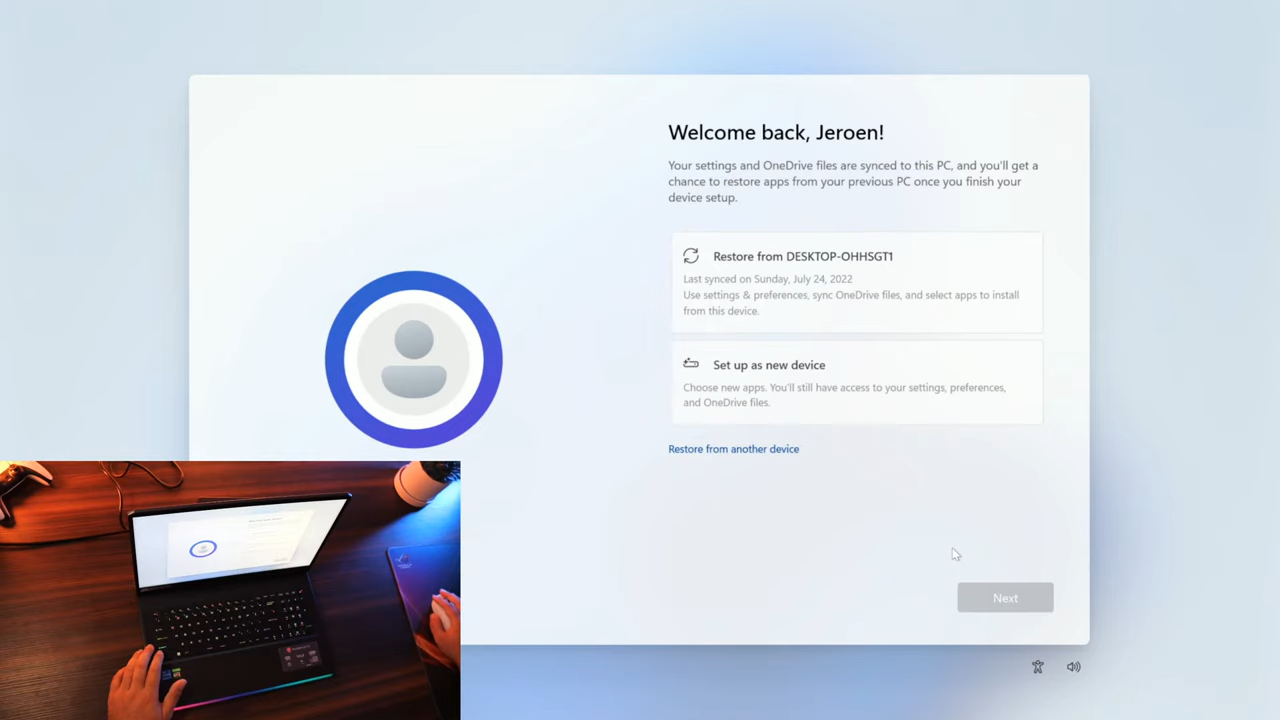 Welcome back, Jeroen!
Your settings and OneDrive files are synced to this PC, and you'll get a
chance to restore apps from your previous PC once you finish your
device setup.
Restore from DESKTOP-OHHSGT1
Last synced on Sunday, July 24, 2022
Use settings & preferences, sync OneDrive files, and select apps to install
from this device.
Set up as new device
Choose new apps. You'll still have access to your settings, preferences,
and OneDrive files.
Restore from another device
Next